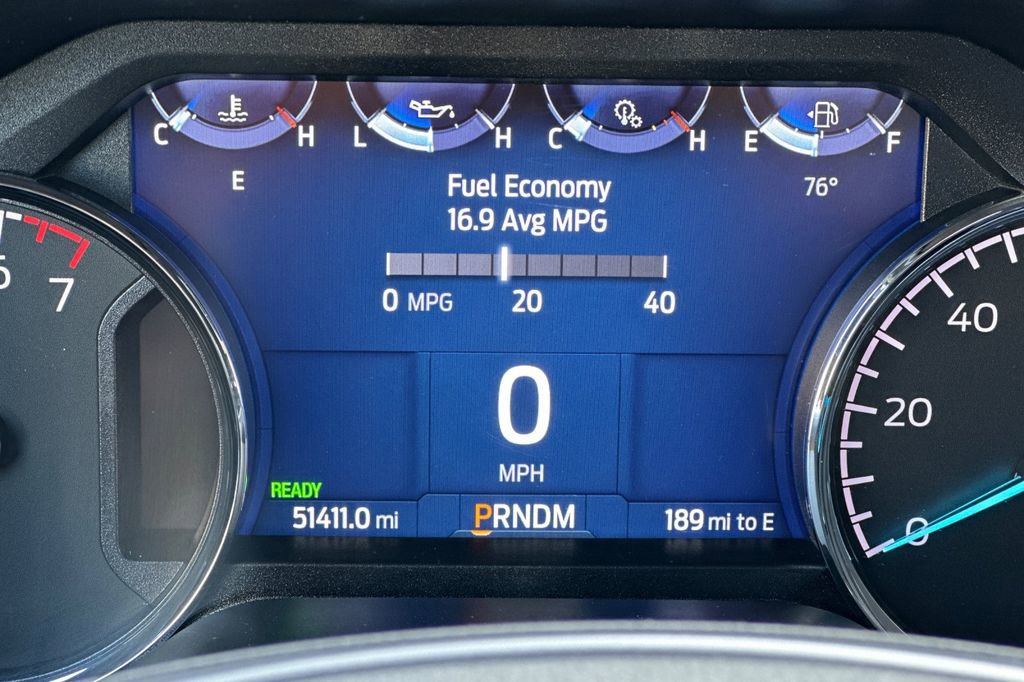 C H L H C H E F
E 76°
Fuel Economy
16.9 Avg MPG
0 MPG 20 40
6 7
40
20
0
0
MPH
READY
51411.0 mi PRNDM 189 mi to E